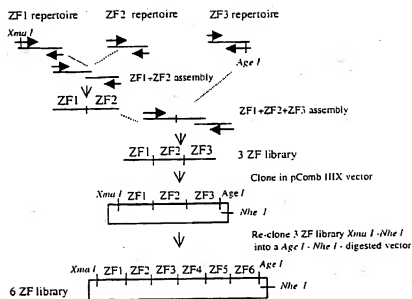 ZF1 repertoire ZF2 repertoire ZF3 repertoire
Xma I
Age I
ZF1+ZF2 assembly
ZF1 ZF2
ZF1+ZF2+ZF3 assembly
ZF1 ZF2 ZF3
3 ZF library
Clone in pComb IIIX vector
Xma I ZF1 ZF2 ZF3 Age I
Nhe I
Re-clone 3 ZF library Xma I -Nhe I
into a Age I - Nhe I - digested vector
Xma I ZF1 ZF2 ZF3 ZF4 ZF5 ZF6 Age I
Nhe I
6 ZF library